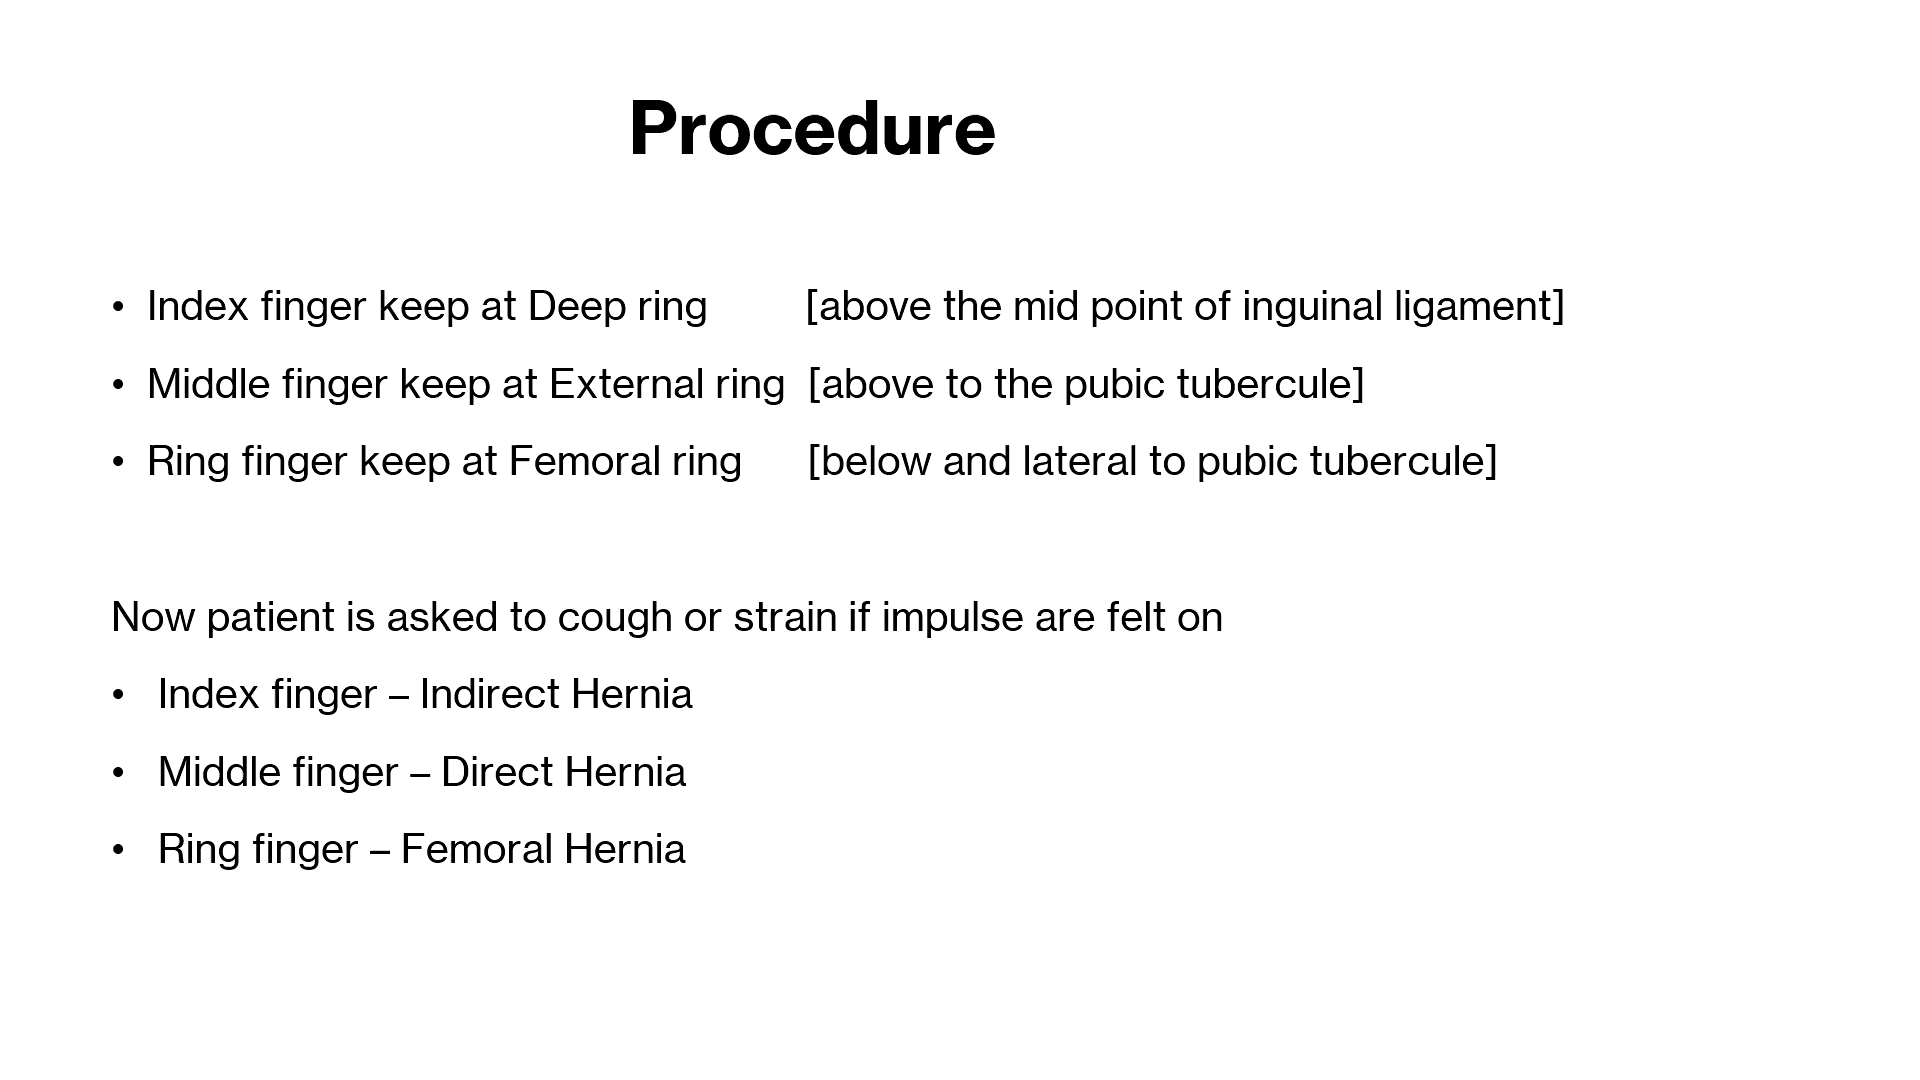 Procedure
• Index finger keep at Deep ring [above the mid point of inguinal ligament]
• Middle finger keep at External ring [above to the pubic tubercule]
• Ring finger keep at Femoral ring [below and lateral to pubic tubercule]
Now patient is asked to cough or strain if impulse are felt on
• Index finger – Indirect Hernia
• Middle finger – Direct Hernia
• Ring finger – Femoral Hernia